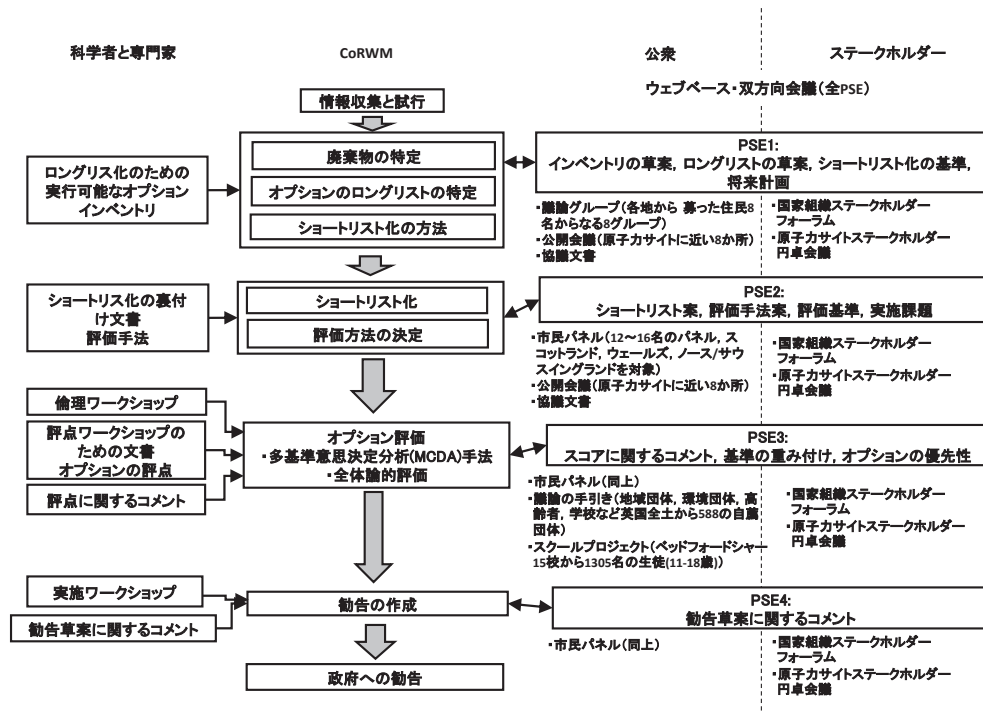 科学者と専門家
CoRWM
公衆
ステークホルダー
ウェブベース・双方向会議(全PSE)
情報収集と試行
廃棄物の特定
オプションのロングリストの特定
ショートリスト化の方法
ロングリス化のための
実行可能なオプション
インベントリ
PSE1:
インベントリの草案, ロングリストの草案, ショートリスト化の基準,
将来計画
・議論グループ(各地から 募った住民8
名からなる8グループ)
・公開会議(原子力サイトに近い8か所)
・協議文書
・国家組織ステークホルダー
フォーラム
・原子力サイトステークホルダー
円卓会議
ショートリス化の裏付
け文書
評価手法
ショートリスト化
評価方法の決定
PSE2:
ショートリスト案, 評価手法案, 評価基準, 実施課題
・市民パネル(12～16名のパネル, ス
コットランド, ウェールズ, ノース/サウ
スイングランドを対象)
・公開会議(原子力サイトに近い8か所)
・協議文書
・国家組織ステークホルダー
フォーラム
・原子力サイトステークホルダー
円卓会議
倫理ワークショップ
評点ワークショップの
ための文書
オプションの評点
評点に関するコメント
オプション評価
・多基準意思決定分析(MCDA)手法
・全体論的評価
PSE3:
スコアに関するコメント, 基準の重み付け, オプションの優先性
・市民パネル(同上)
・議論の手引き(地域団体, 環境団体, 高
齢者, 学校など英国全土から588の自薦
団体)
・スクールプロジェクト(ベッドフォードシャー
15校から1305名の生徒(11-18歳))
・国家組織ステークホルダー
フォーラム
・原子力サイトステークホルダー
円卓会議
実施ワークショップ
勧告草案に関するコメント
勧告の作成
PSE4:
勧告草案に関するコメント
・市民パネル(同上)
・国家組織ステークホルダー
フォーラム
・原子力サイトステークホルダー
円卓会議
政府への勧告